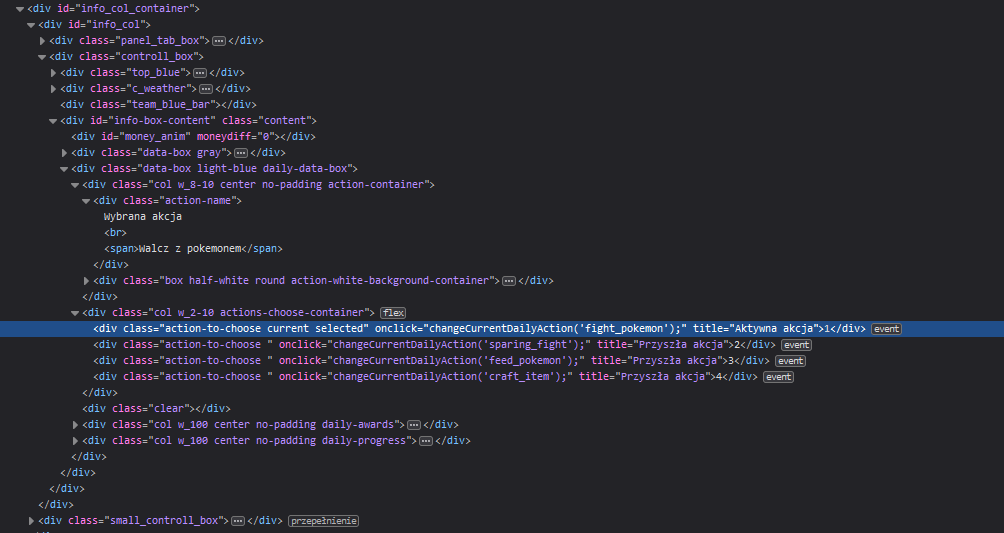 <div id="info_col_container">
<div id="info_col">
<div class="panel_tab_box"> ⋯ </div>
<div class="controll_box">
<div class="top_blue"> ⋯ </div>
<div class="c_weather"> ⋯ </div>
<div class="team_blue_bar"></div>
<div id="info-box-content" class="content">
<div id="money_anim" moneydiff="0"></div>
<div class="data-box gray"> ⋯ </div>
<div class="data-box light-blue daily-data-box">
<div class="col w_8-10 center no-padding action-container">
<div class="action-name">
Wybrana akcja
<br>
<span>Walcz z pokemonem</span>
</div>
<div class="box half-white round action-white-background-container"> ⋯ </div>
</div>
<div class="col w_2-10 actions-choose-container"> flex
<div class="action-to-choose current selected" onclick="changeCurrentDailyAction('fight_pokemon');" title="Aktywna akcja">1</div> event
<div class="action-to-choose " onclick="changeCurrentDailyAction('sparing_fight');" title="Przyszła akcja">2</div> event
<div class="action-to-choose " onclick="changeCurrentDailyAction('feed_pokemon');" title="Przyszła akcja">3</div> event
<div class="action-to-choose " onclick="changeCurrentDailyAction('craft_item');" title="Przyszła akcja">4</div> event
</div>
<div class="clear"></div>
<div class="col w_100 center no-padding daily-awards"> ⋯ </div>
<div class="col w_100 center no-padding daily-progress"> ⋯ </div>
</div>
</div>
</div>
</div>
<div class="small_controll_box"> ⋯ </div> przepełnienie